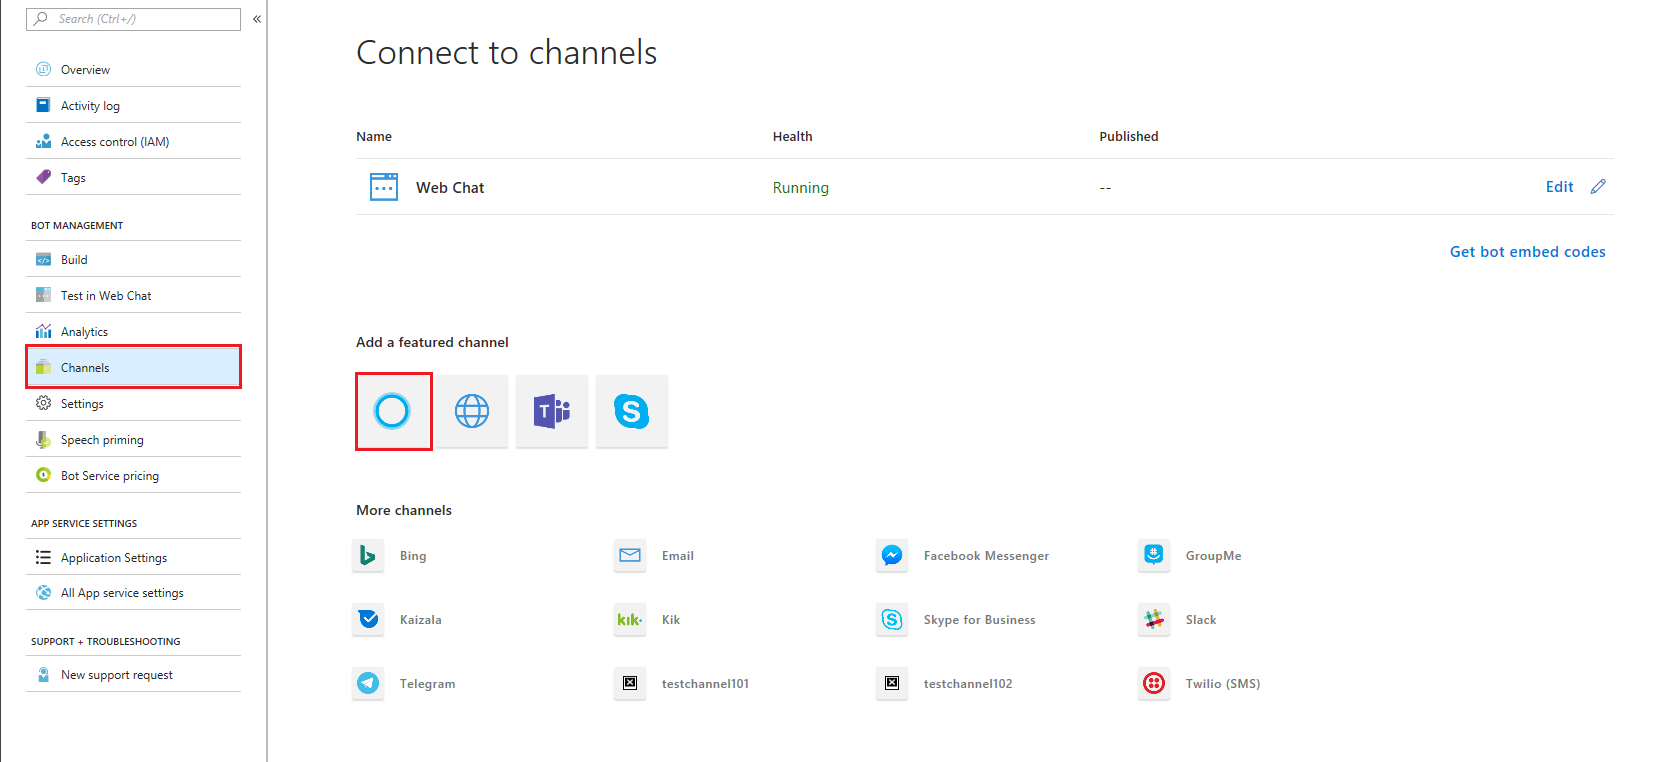 Search (Ctrl+/)
«
Overview
Activity log
Access control (IAM)
Tags
BOT MANAGEMENT
Build
Test in Web Chat
Analytics
Channels
Settings
Speech priming
Bot Service pricing
APP SERVICE SETTINGS
Application Settings
All App service settings
SUPPORT + TROUBLESHOOTING
New support request
Connect to channels
Name Health Published
Web Chat Running -- Edit
Get bot embed codes
Add a featured channel
T S
More channels
Bing Email Facebook Messenger GroupMe
Kaizala kik. Kik S Skype for Business Slack
Telegram testchannel101 testchannel102 Twilio (SMS)